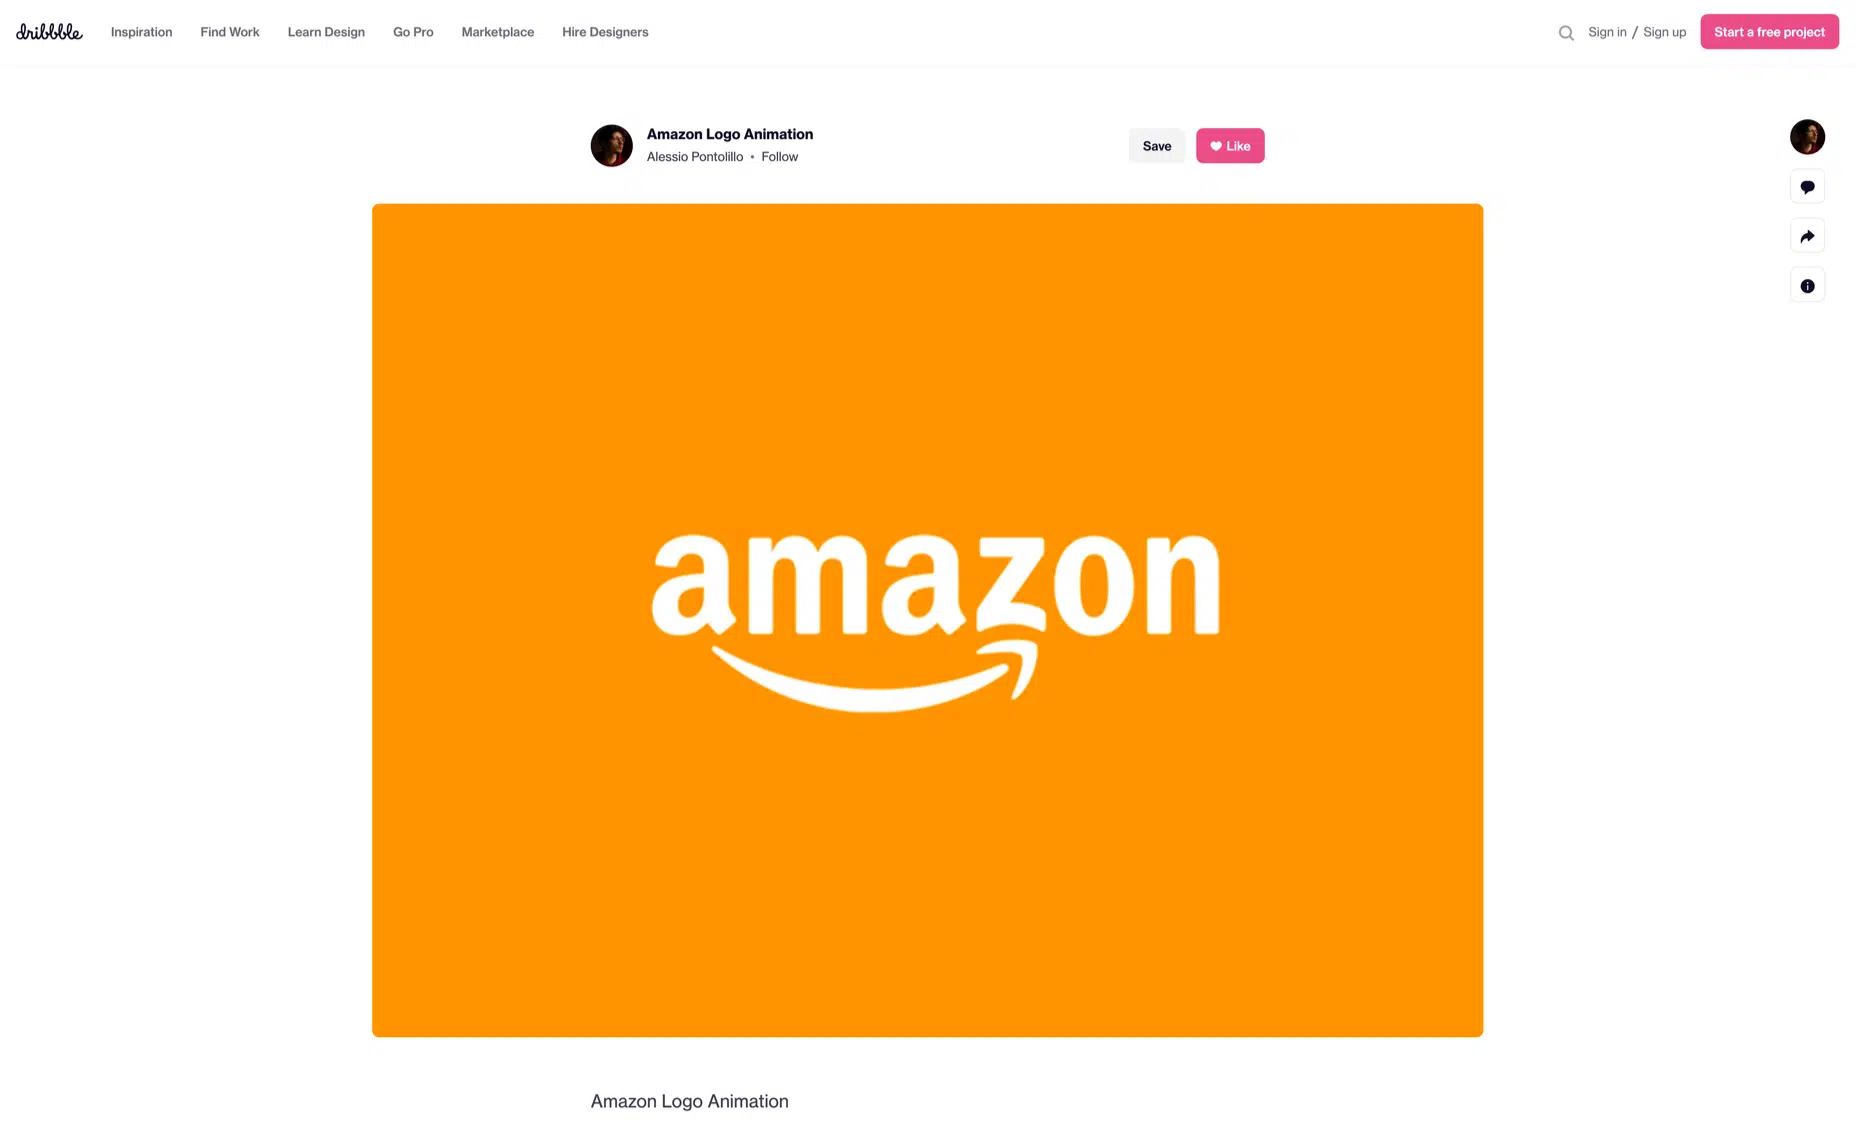 dribbble Inspiration Find Work Learn Design Go Pro Marketplace Hire Designers Sign in / Sign up Start a free project
Amazon Logo Animation
Alessio Pontolillo • Follow
Save Like
amazon
Amazon Logo Animation